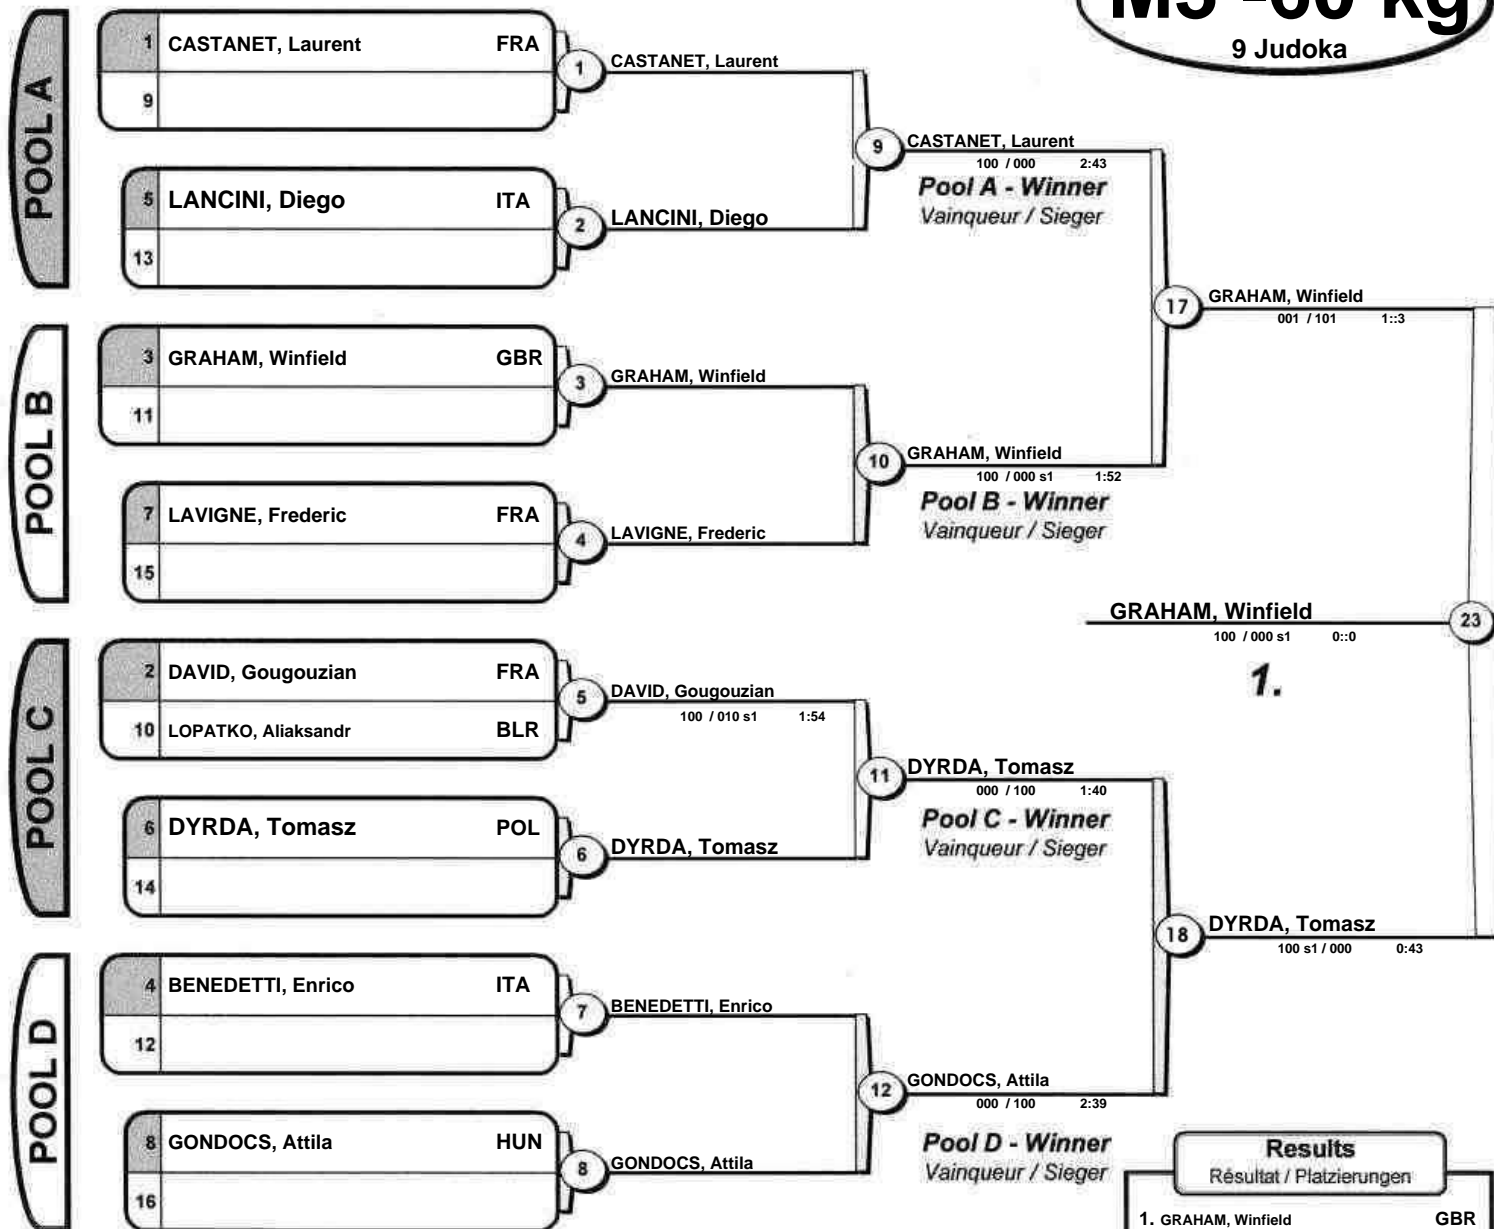 M5 -60 kg
9 Judoka
POOL A
1 CASTANET, Laurent FRA
9
5 LANCINI, Diego ITA
13
1 CASTANET, Laurent
2 LANCINI, Diego
9 CASTANET, Laurent
100 / 000 2:43
Pool A - Winner
Vainqueur / Sieger
POOL B
3 GRAHAM, Winfield GBR
11
7 LAVIGNE, Frederic FRA
15
3 GRAHAM, Winfield
4 LAVIGNE, Frederic
10 GRAHAM, Winfield
100 / 000 s1 1:52
Pool B - Winner
Vainqueur / Sieger
17 GRAHAM, Winfield
001 / 101 1::3
GRAHAM, Winfield 23
100 / 000 s1 0::0
1.
POOL C
2 DAVID, Gougouzian FRA
10 LOPATKO, Aliaksandr BLR
6 DYRDA, Tomasz POL
14
5 DAVID, Gougouzian
100 / 010 s1 1:54
6 DYRDA, Tomasz
11 DYRDA, Tomasz
000 / 100 1:40
Pool C - Winner
Vainqueur / Sieger
18 DYRDA, Tomasz
100 s1 / 000 0:43
POOL D
4 BENEDETTI, Enrico ITA
12
8 GONDOCS, Attila HUN
16
7 BENEDETTI, Enrico
8 GONDOCS, Attila
12 GONDOCS, Attila
000 / 100 2:39
Pool D - Winner
Vainqueur / Sieger
Results
Résultat / Platzierungen
1. GRAHAM, Winfield GBR